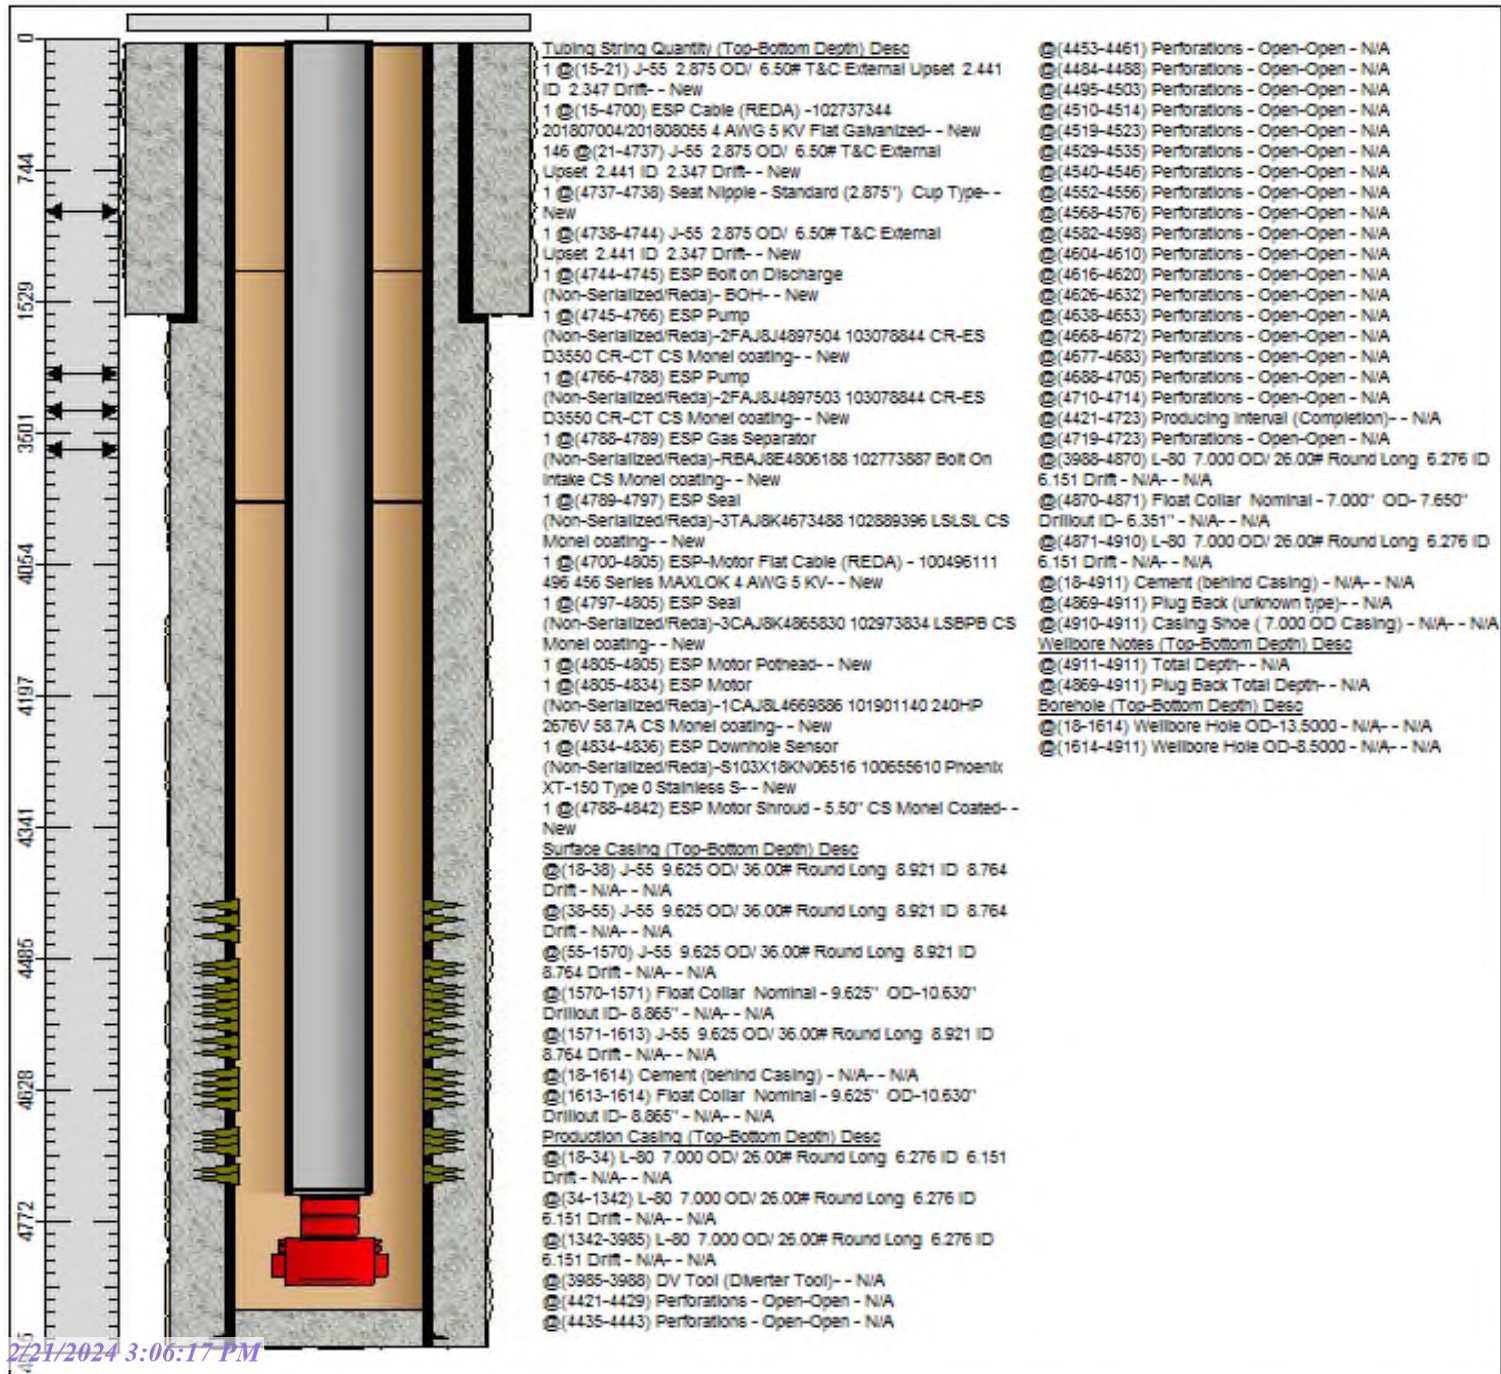 0
744
1529
3501
4054
4197
4341
4485
4628
4772
Tubing String Quantity (Top-Bottom Depth) Desc
1 @(15-21) J-55 2.875 OD/ 6.50# T&C External Upset 2.441
ID 2.347 Drift- - New
1 @(15-4700) ESP Cable (REDA) -102737344
201807004/201808055 4 AWG 5 KV Flat Galvanized- - New
146 @(21-4737) J-55 2.875 OD/ 6.50# T&C External
Upset 2.441 ID 2.347 Drift- - New
1 @(4737-4738) Seat Nipple - Standard (2.875") Cup Type- -
New
1 @(4738-4744) J-55 2.875 OD/ 6.50# T&C External
Upset 2.441 ID 2.347 Drift- - New
1 @(4744-4745) ESP Bolt on Discharge
(Non-Serialized/Reda)- BOH- - New
1 @(4745-4766) ESP Pump
(Non-Serialized/Reda)-2FAJ8J4897504 103078844 CR-ES
D3550 CR-CT CS Monel coating- - New
1 @(4766-4788) ESP Pump
(Non-Serialized/Reda)-2FAJ8J4897503 103078844 CR-ES
D3550 CR-CT CS Monel coating- - New
1 @(4788-4789) ESP Gas Separator
(Non-Serialized/Reda)-RBAJ8E4806188 102773887 Bolt On
Intake CS Monel coating- - New
1 @(4789-4797) ESP Seal
(Non-Serialized/Reda)-3TAJ8K4673488 102889396 LSLSL CS
Monel coating- - New
1 @(4700-4805) ESP-Motor Flat Cable (REDA) - 100496111
496 456 Series MAXLOK 4 AWG 5 KV- - New
1 @(4797-4805) ESP Seal
(Non-Serialized/Reda)-3CAJ8K4865830 102973834 LSBPB CS
Monel coating- - New
1 @(4805-4805) ESP Motor Pothead- - New
1 @(4805-4834) ESP Motor
(Non-Serialized/Reda)-1CAJ8L4669886 101901140 240HP
2676V 58.7A CS Monel coating- - New
1 @(4834-4836) ESP Downhole Sensor
(Non-Serialized/Reda)-S103X18KN06516 100655610 Phoenix
XT-150 Type 0 Stainless S- - New
1 @(4788-4842) ESP Motor Shroud - 5.50" CS Monel Coated- -
New
Surface Casing (Top-Bottom Depth) Desc
@(18-38) J-55 9.625 OD/ 36.00# Round Long 8.921 ID 8.764
Drift - N/A- - N/A
@(38-55) J-55 9.625 OD/ 36.00# Round Long 8.921 ID 8.764
Drift - N/A- - N/A
@(55-1570) J-55 9.625 OD/ 36.00# Round Long 8.921 ID
8.764 Drift - N/A- - N/A
@(1570-1571) Float Collar Nominal - 9.625" OD-10.630"
Drillout ID- 8.865" - N/A- - N/A
@(1571-1613) J-55 9.625 OD/ 36.00# Round Long 8.921 ID
8.764 Drift - N/A- - N/A
@(18-1614) Cement (behind Casing) - N/A- - N/A
@(1613-1614) Float Collar Nominal - 9.625" OD-10.630"
Drillout ID- 8.865" - N/A- - N/A
Production Casing (Top-Bottom Depth) Desc
@(18-34) L-80 7.000 OD/ 26.00# Round Long 6.276 ID 6.151
Drift - N/A- - N/A
@(34-1342) L-80 7.000 OD/ 26.00# Round Long 6.276 ID
6.151 Drift - N/A- - N/A
@(1342-3985) L-80 7.000 OD/ 26.00# Round Long 6.276 ID
6.151 Drift - N/A- - N/A
@(3985-3988) DV Tool (Diverter Tool)- - N/A
@(4421-4429) Perforations - Open-Open - N/A
@(4435-4443) Perforations - Open-Open - N/A
@(4453-4461) Perforations - Open-Open - N/A
@(4484-4488) Perforations - Open-Open - N/A
@(4495-4503) Perforations - Open-Open - N/A
@(4510-4514) Perforations - Open-Open - N/A
@(4519-4523) Perforations - Open-Open - N/A
@(4529-4535) Perforations - Open-Open - N/A
@(4540-4546) Perforations - Open-Open - N/A
@(4552-4556) Perforations - Open-Open - N/A
@(4568-4576) Perforations - Open-Open - N/A
@(4582-4598) Perforations - Open-Open - N/A
@(4604-4610) Perforations - Open-Open - N/A
@(4616-4620) Perforations - Open-Open - N/A
@(4626-4632) Perforations - Open-Open - N/A
@(4638-4653) Perforations - Open-Open - N/A
@(4668-4672) Perforations - Open-Open - N/A
@(4677-4683) Perforations - Open-Open - N/A
@(4688-4705) Perforations - Open-Open - N/A
@(4710-4714) Perforations - Open-Open - N/A
@(4421-4723) Producing Interval (Completion)- - N/A
@(4719-4723) Perforations - Open-Open - N/A
@(3988-4870) L-80 7.000 OD/ 26.00# Round Long 6.276 ID
6.151 Drift - N/A- - N/A
@(4870-4871) Float Collar Nominal - 7.000" OD- 7.650"
Drillout ID- 6.351" - N/A- - N/A
@(4871-4910) L-80 7.000 OD/ 26.00# Round Long 6.276 ID
6.151 Drift - N/A- - N/A
@(18-4911) Cement (behind Casing) - N/A- - N/A
@(4869-4911) Plug Back (unknown type)- - N/A
@(4910-4911) Casing Shoe ( 7.000 OD Casing) - N/A- - N/A
Wellbore Notes (Top-Bottom Depth) Desc
@(4911-4911) Total Depth- - N/A
@(4869-4911) Plug Back Total Depth- - N/A
Borehole (Top-Bottom Depth) Desc
@(18-1614) Wellbore Hole OD-13.5000 - N/A- - N/A
@(1614-4911) Wellbore Hole OD-8.5000 - N/A- - N/A
2/21/2024 3:06:17 PM